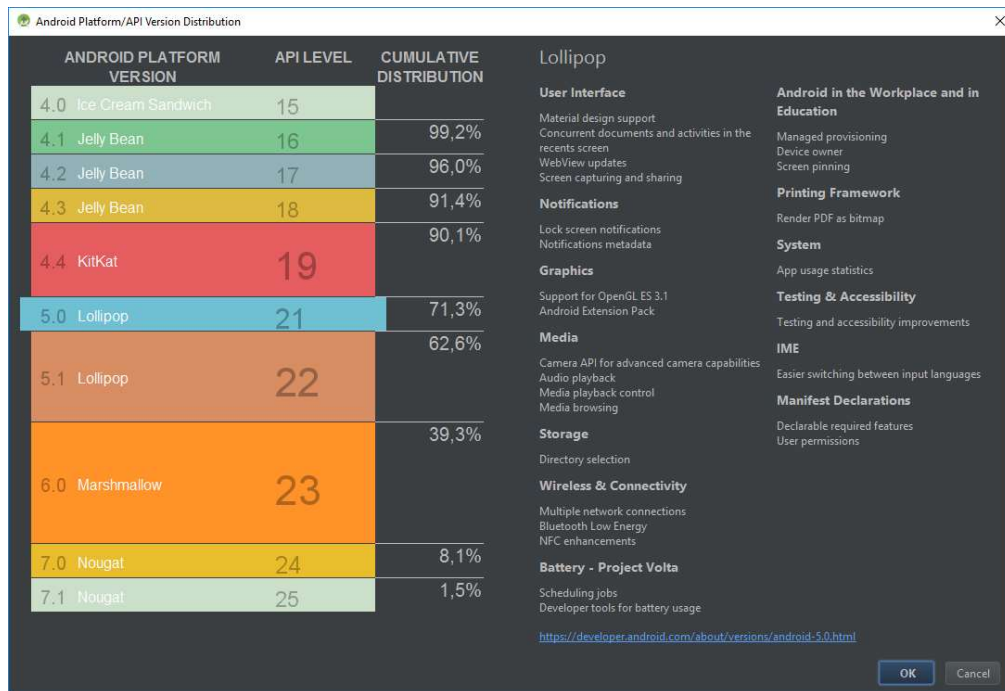 Android Platform/API Version Distribution
ANDROID PLATFORM
VERSION
API LEVEL
CUMULATIVE
DISTRIBUTION
4.0 Ice Cream Sandwich 15
4.1 Jelly Bean 16 99,2%
4.2 Jelly Bean 17 96,0%
4.3 Jelly Bean 18 91,4%
4.4 KitKat 19 90,1%
5.0 Lollipop 21 71,3%
5.1 Lollipop 22 62,6%
6.0 Marshmallow 23 39,3%
7.0 Nougat 24 8,1%
7.1 Nougat 25 1,5%
Lollipop
User Interface
Material design support
Concurrent documents and activities in the
recents screen
WebView updates
Screen capturing and sharing
Notifications
Lock screen notifications
Notifications metadata
Graphics
Support for OpenGL ES 3.1
Android Extension Pack
Media
Camera API for advanced camera capabilities
Audio playback
Media playback control
Media browsing
Storage
Directory selection
Wireless & Connectivity
Multiple network connections
Bluetooth Low Energy
NFC enhancements
Battery - Project Volta
Scheduling jobs
Developer tools for battery usage
Android in the Workplace and in
Education
Managed provisioning
Device owner
Screen pinning
Printing Framework
Render PDF as bitmap
System
App usage statistics
Testing & Accessibility
Testing and accessibility improvements
IME
Easier switching between input languages
Manifest Declarations
Declarable required features
User permissions
https://developer.android.com/about/versions/android-5.0.html
OK
Cancel